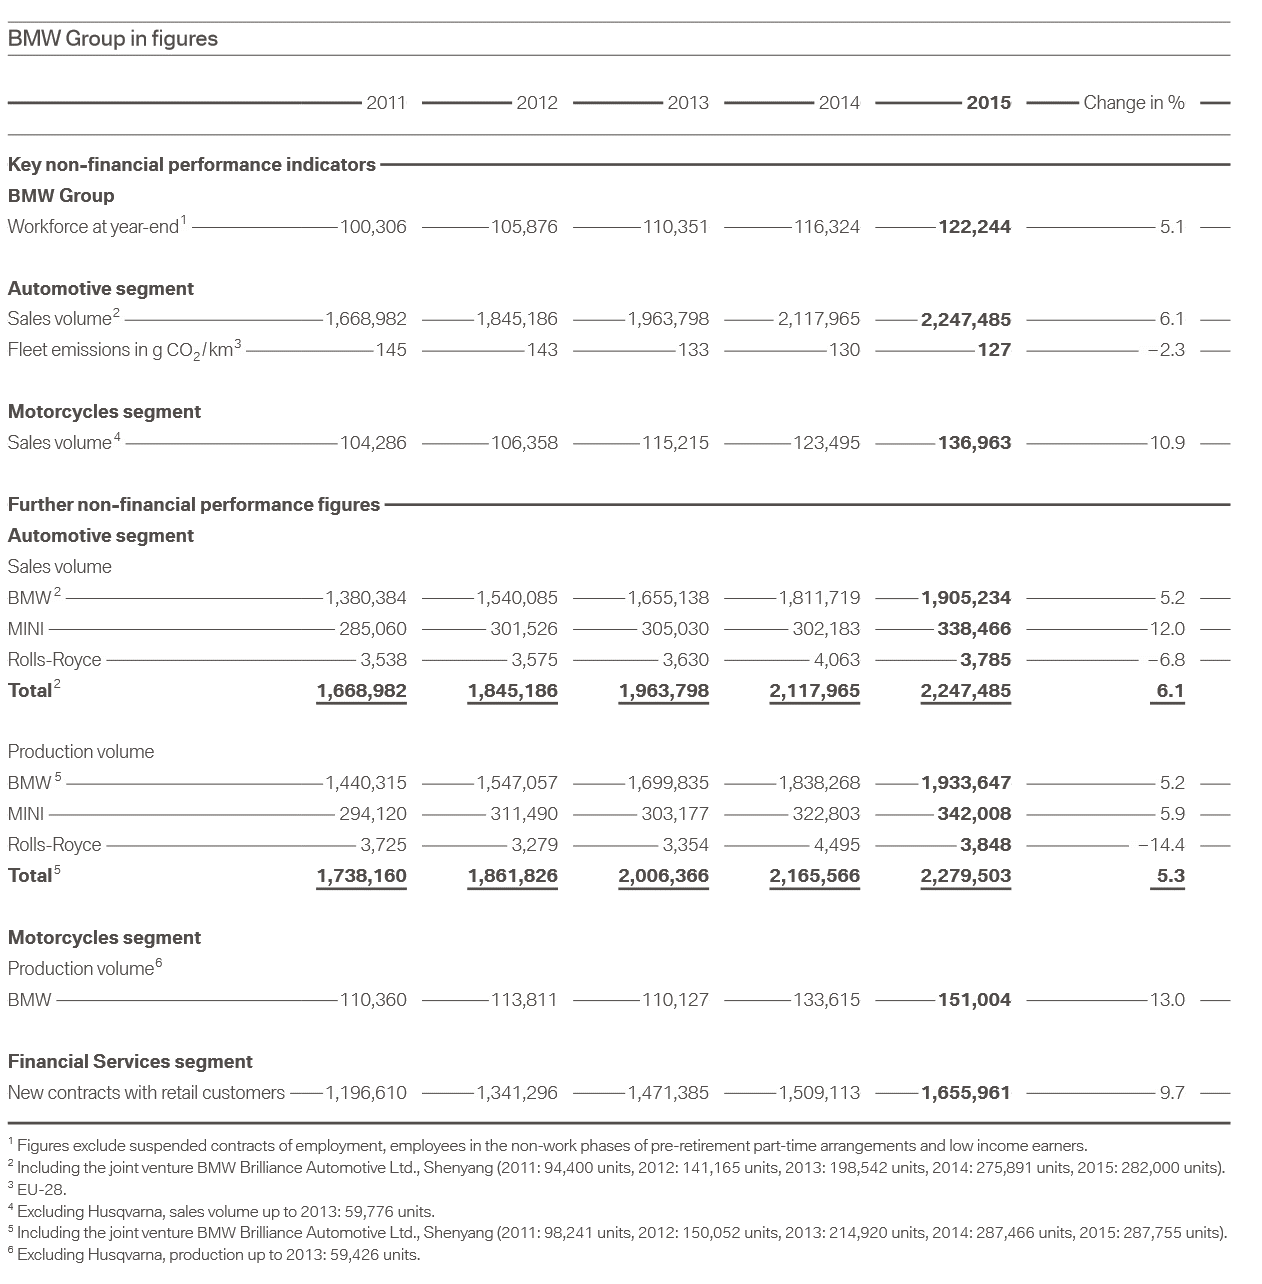 BMW Group in figures
2011 2012 2013 2014 2015 Change in %
Key non-financial performance indicators
BMW Group
Workforce at year-end1 100,306 105,876 110,351 116,324 122,244 5.1
Automotive segment
Sales volume2 1,668,982 1,845,186 1,963,798 2,117,965 2,247,485 6.1
Fleet emissions in g CO2/km3 145 143 133 130 127 –2.3
Motorcycles segment
Sales volume4 104,286 106,358 115,215 123,495 136,963 10.9
Further non-financial performance figures
Automotive segment
Sales volume
BMW2 1,380,384 1,540,085 1,655,138 1,811,719 1,905,234 5.2
MINI 285,060 301,526 305,030 302,183 338,466 12.0
Rolls-Royce 3,538 3,575 3,630 4,063 3,785 –6.8
Total2 1,668,982 1,845,186 1,963,798 2,117,965 2,247,485 6.1
Production volume
BMW5 1,440,315 1,547,057 1,699,835 1,838,268 1,933,647 5.2
MINI 294,120 311,490 303,177 322,803 342,008 5.9
Rolls-Royce 3,725 3,279 3,354 4,495 3,848 –14.4
Total5 1,738,160 1,861,826 2,006,366 2,165,566 2,279,503 5.3
Motorcycles segment
Production volume6
BMW 110,360 113,811 110,127 133,615 151,004 13.0
Financial Services segment
New contracts with retail customers 1,196,610 1,341,296 1,471,385 1,509,113 1,655,961 9.7
1 Figures exclude suspended contracts of employment, employees in the non-work phases of pre-retirement part-time arrangements and low income earners.
2 Including the joint venture BMW Brilliance Automotive Ltd., Shenyang (2011: 94,400 units, 2012: 141,165 units, 2013: 198,542 units, 2014: 275,891 units, 2015: 282,000 units).
3 EU-28.
4 Excluding Husqvarna, sales volume up to 2013: 59,776 units.
5 Including the joint venture BMW Brilliance Automotive Ltd., Shenyang (2011: 98,241 units, 2012: 150,052 units, 2013: 214,920 units, 2014: 287,466 units, 2015: 287,755 units).
6 Excluding Husqvarna, production up to 2013: 59,426 units.